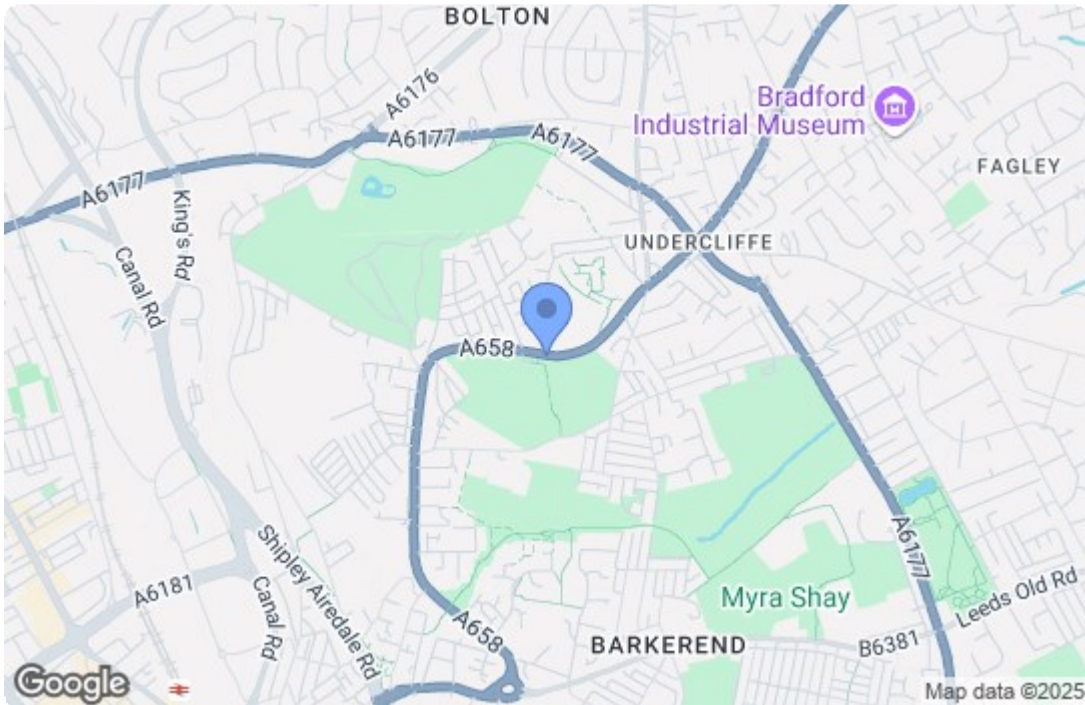 BOLTON
A6176
A6177
A6177
A6177
Bradford
Industrial Museum
FAGLEY
King's Rd
UNDERCLIFFE
Canal Rd
A658
A6177
Shipley Airedale Rd
A6181
Canal Rd
A658
Myra Shay
Leeds Old Rd
BARKEREND
B6381
Google
Map data ©2025